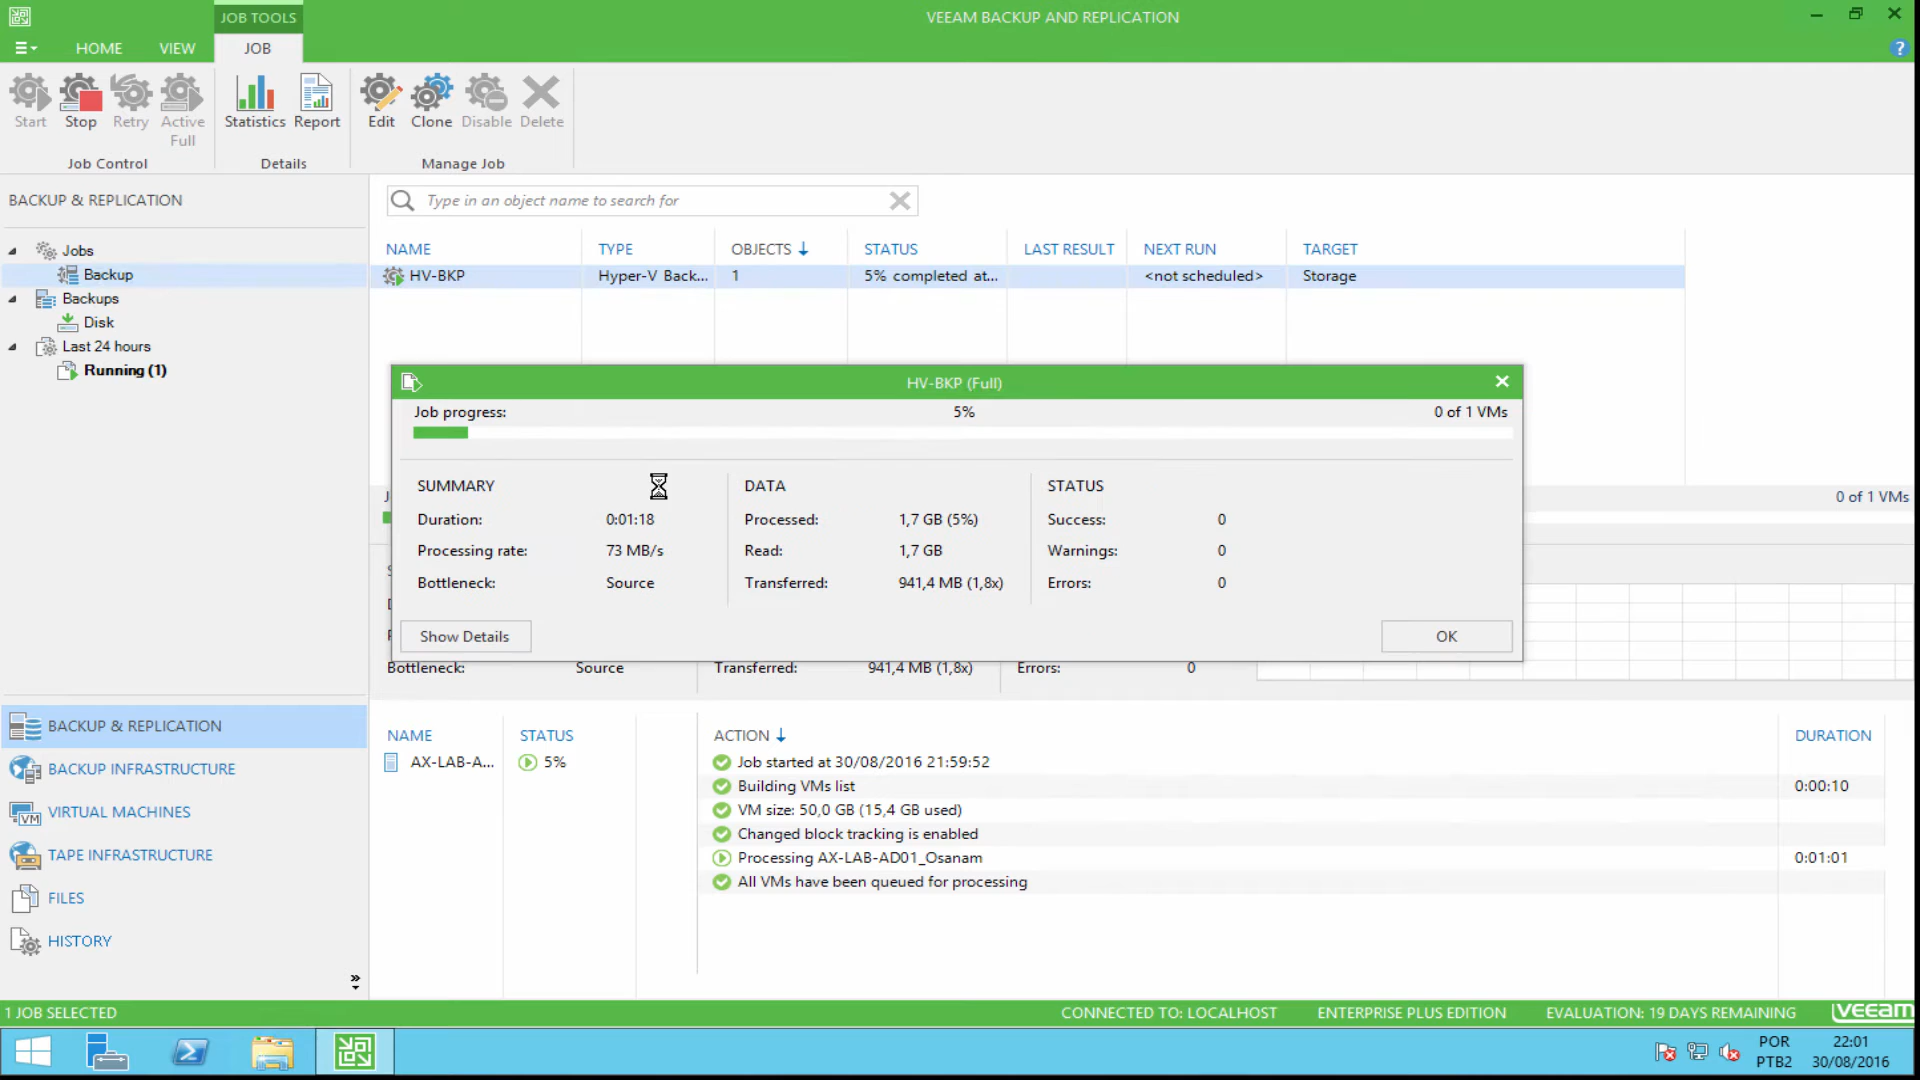 JOB TOOLS
VEEAM BACKUP AND REPLICATION
HOME VIEW JOB
?
Start Stop Retry Active Full Statistics Report Edit Clone Disable Delete
Job Control Details Manage Job
BACKUP & REPLICATION
Type in an object name to search for
Jobs
Backup
Backups
Disk
Last 24 hours
Running (1)
NAME TYPE OBJECTS STATUS LAST RESULT NEXT RUN TARGET
HV-BKP Hyper-V Back... 1 5% completed at... <not scheduled> Storage
HV-BKP (Full)
Job progress: 5% 0 of 1 VMs
SUMMARY DATA STATUS
Duration: 0:01:18 Processed: 1,7 GB (5%) Success: 0
Processing rate: 73 MB/s Read: 1,7 GB Warnings: 0
Bottleneck: Source Transferred: 941,4 MB (1,8x) Errors: 0
Show Details OK
0 of 1 VMs
Bottleneck: Source Transferred: 941,4 MB (1,8x) Errors: 0
NAME STATUS ACTION DURATION
AX-LAB-A... 5% Job started at 30/08/2016 21:59:52
Building VMs list 0:00:10
VM size: 50,0 GB (15,4 GB used)
Changed block tracking is enabled
Processing AX-LAB-AD01_Osanam 0:01:01
All VMs have been queued for processing
BACKUP & REPLICATION
BACKUP INFRASTRUCTURE
VM
VIRTUAL MACHINES
TAPE INFRASTRUCTURE
FILES
HISTORY
1 JOB SELECTED CONNECTED TO: LOCALHOST ENTERPRISE PLUS EDITION EVALUATION: 19 DAYS REMAINING veeam
POR 22:01
PTB2 30/08/2016